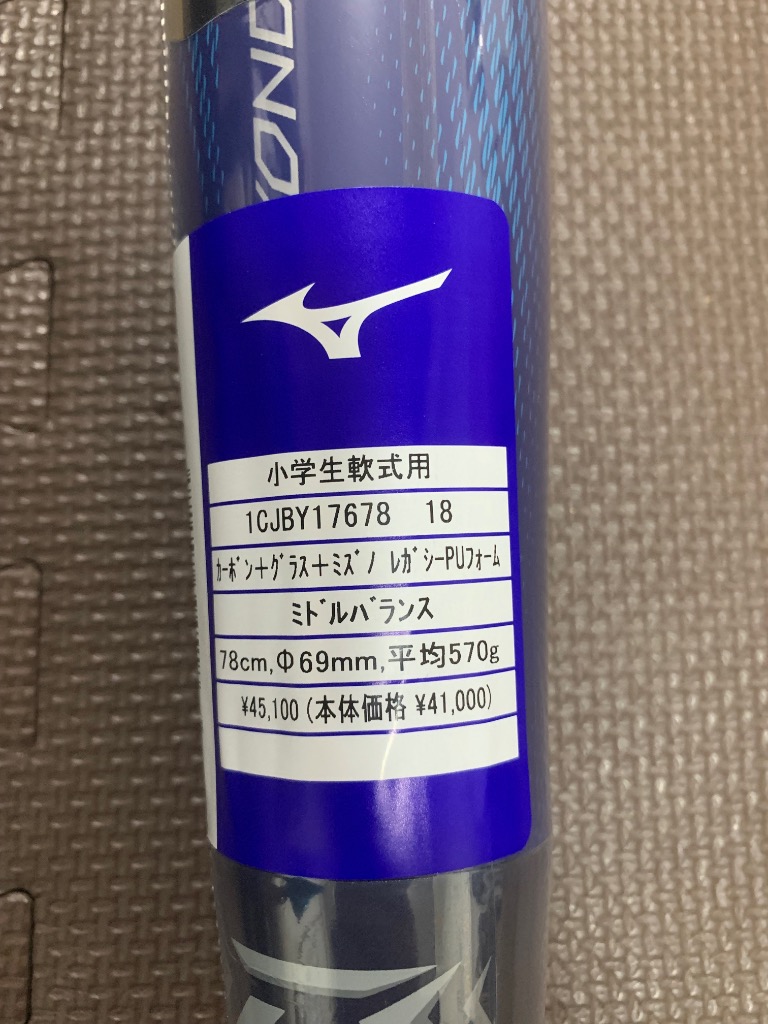 YOND
小学生軟式用
1CJBY17678 18
ｶｰﾎﾞﾝ+ｸﾞﾗｽ+ﾐｽﾞﾉ ﾚｶﾞｼｰPUﾌｫｰﾑ
ﾐﾄﾞﾙﾊﾞﾗﾝｽ
78cm,Φ69mm,平均570g
¥45,100 (本体価格 ¥41,000)